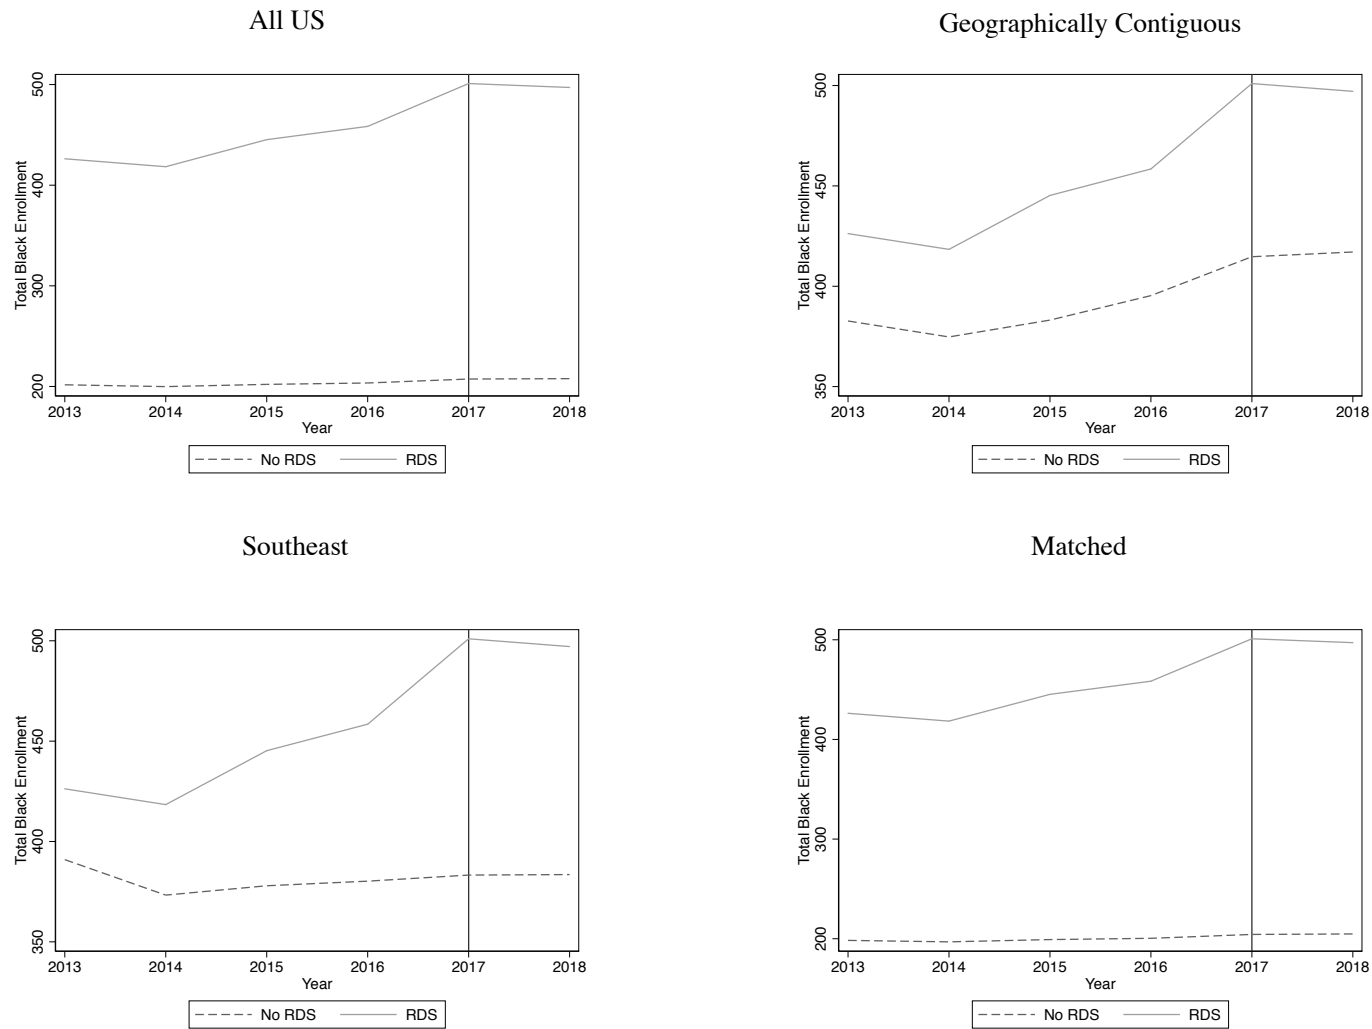 All US
Total Black Enrollment
500
400
300
200
2013 2014 2015 2016 2017 2018
Year
No RDS RDS
Geographically Contiguous
Total Black Enrollment
500
450
400
350
2013 2014 2015 2016 2017 2018
Year
No RDS RDS
Southeast
Total Black Enrollment
500
450
400
350
2013 2014 2015 2016 2017 2018
Year
No RDS RDS
Matched
Total Black Enrollment
500
400
300
200
2013 2014 2015 2016 2017 2018
Year
No RDS RDS